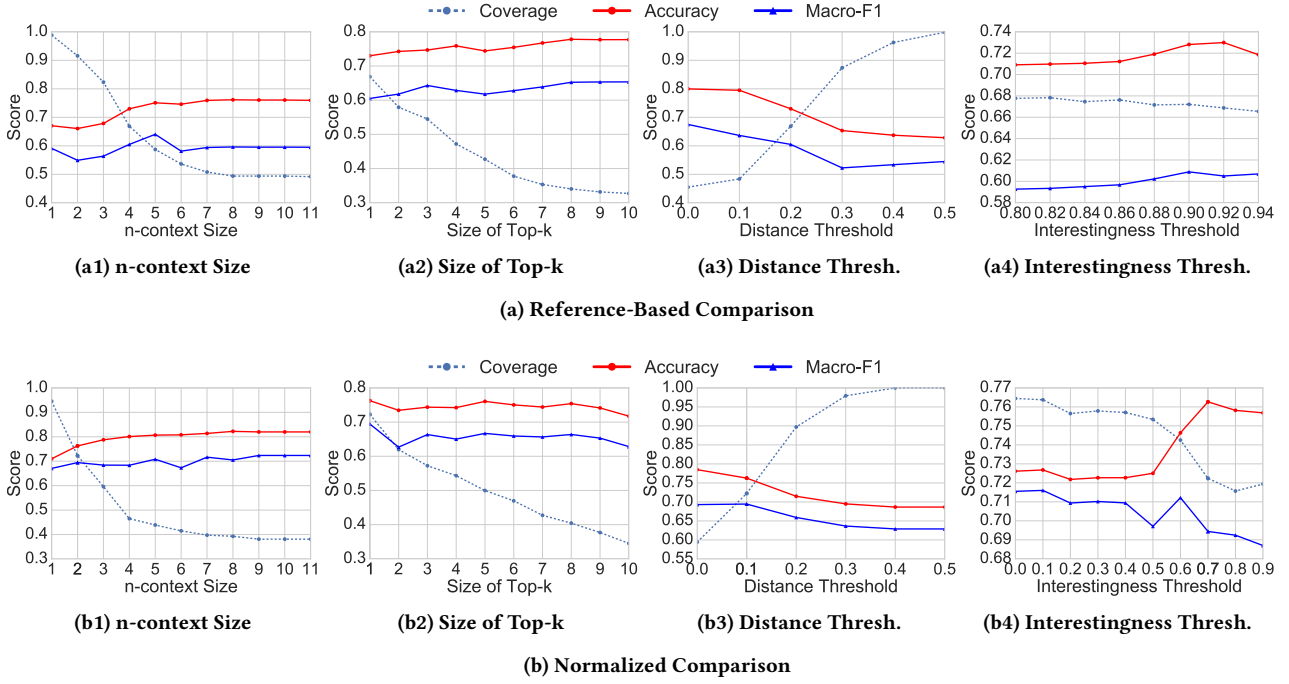 Coverage Accuracy Macro-F1
1.0 0.9 0.8 0.7 0.6 0.5 0.4
Score
1 2 3 4 5 6 7 8 9 10 11
n-context Size
(a1) n-context Size
0.8 0.7 0.6 0.5 0.4 0.3
Score
1 2 3 4 5 6 7 8 9 10
Size of Top-k
(a2) Size of Top-k
1.0 0.9 0.8 0.7 0.6 0.5 0.4
Score
0.0 0.1 0.2 0.3 0.4 0.5
Distance Threshold
(a3) Distance Thresh.
0.74 0.72 0.70 0.68 0.66 0.64 0.62 0.60 0.58
Score
0.80 0.82 0.84 0.86 0.88 0.90 0.92 0.94
Interestingness Threshold
(a4) Interestingness Thresh.
(a) Reference-Based Comparison
Coverage Accuracy Macro-F1
1.0 0.9 0.8 0.7 0.6 0.5 0.4 0.3
Score
1 2 3 4 5 6 7 8 9 10 11
n-context Size
(b1) n-context Size
0.8 0.7 0.6 0.5 0.4 0.3
Score
1 2 3 4 5 6 7 8 9 10
Size of Top-k
(b2) Size of Top-k
1.00 0.95 0.90 0.85 0.80 0.75 0.70 0.65 0.60 0.55
Score
0.0 0.1 0.2 0.3 0.4 0.5
Distance Threshold
(b3) Distance Thresh.
0.77 0.76 0.75 0.74 0.73 0.72 0.71 0.70 0.69 0.68
Score
0.0 0.1 0.2 0.3 0.4 0.5 0.6 0.7 0.8 0.9
Interestingness Threshold
(b4) Interestingness Thresh.
(b) Normalized Comparison